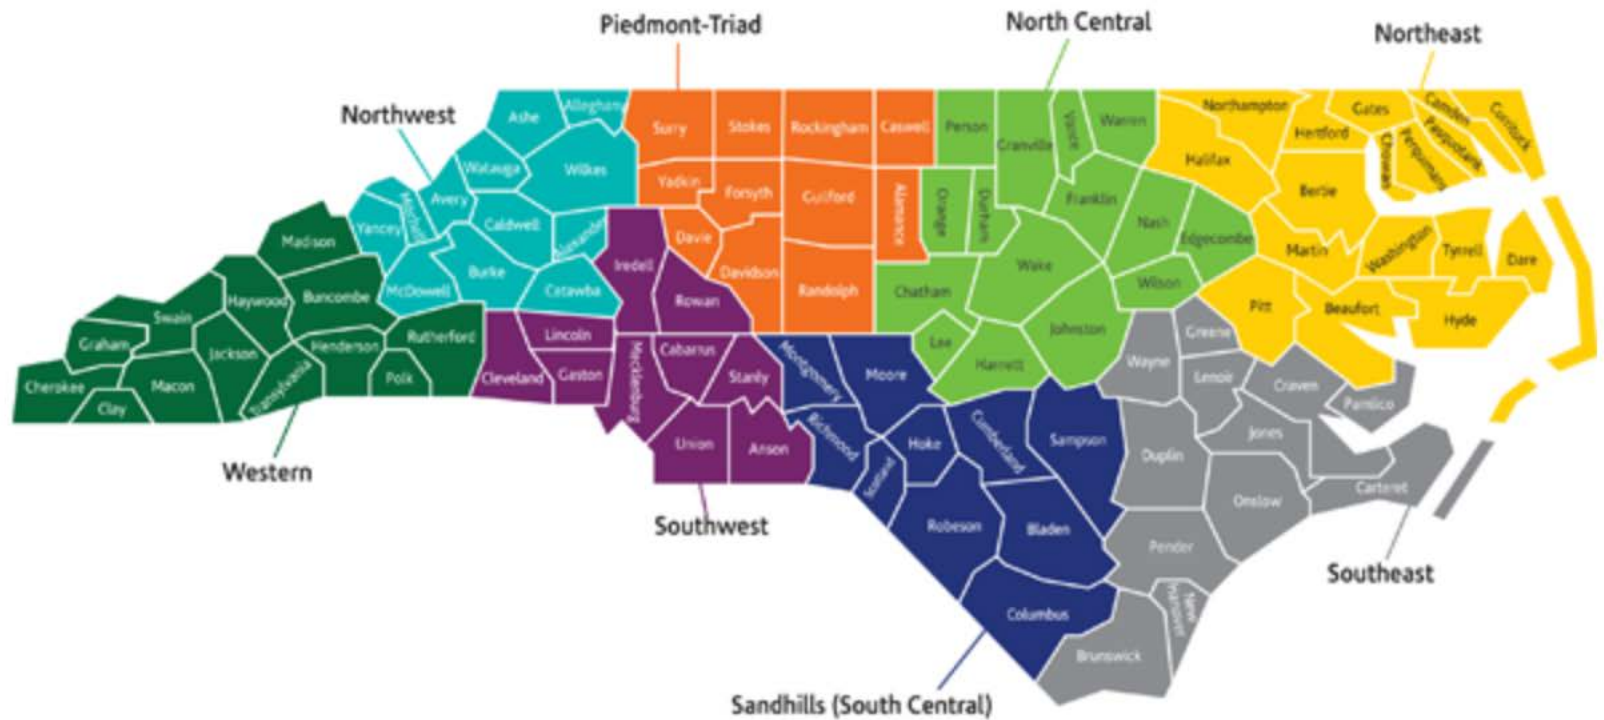 Piedmont-Triad
North Central
Northeast
Northwest
Ashe
Alleghany
Surry
Stokes
Rockingham
Caswell
Person
Granville
Vance
Warren
Northampton
Gates
Camden
Currituck
Hertford
Pasquotank
Perquimans
Chowan
Halifax
Watauga
Wilkes
Yadkin
Forsyth
Guilford
Alamance
Orange
Durham
Franklin
Nash
Edgecombe
Bertie
Avery
Mitchell
Yancey
Caldwell
Alexander
Madison
Davie
Iredell
Davidson
Randolph
Wake
Chatham
Wilson
Martin
Washington
Tyrrell
Dare
Burke
McDowell
Catawba
Rowan
Buncombe
Haywood
Swain
Graham
Jackson
Henderson
Rutherford
Lincoln
Pitt
Beaufort
Hyde
Johnston
Lee
Harnett
Greene
Wayne
Lenoir
Craven
Pamlico
Cherokee
Clay
Macon
Transylvania
Polk
Cleveland
Gaston
Mecklenburg
Cabarrus
Stanly
Montgomery
Moore
Union
Anson
Richmond
Scotland
Hoke
Cumberland
Sampson
Duplin
Jones
Onslow
Carteret
Robeson
Bladen
Pender
Columbus
New
Hanover
Brunswick
Western
Southwest
Southeast
Sandhills (South Central)